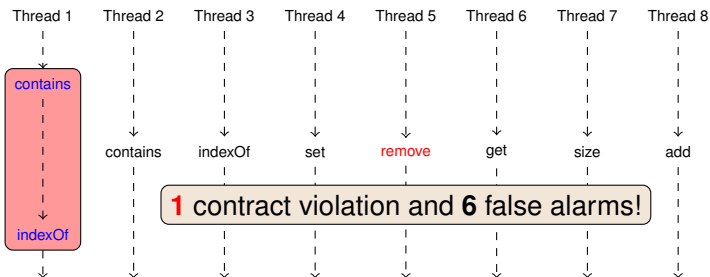 Thread 1 Thread 2 Thread 3 Thread 4 Thread 5 Thread 6 Thread 7 Thread 8
contains
contains indexOf set remove get size add
1 contract violation and 6 false alarms!
indexOf